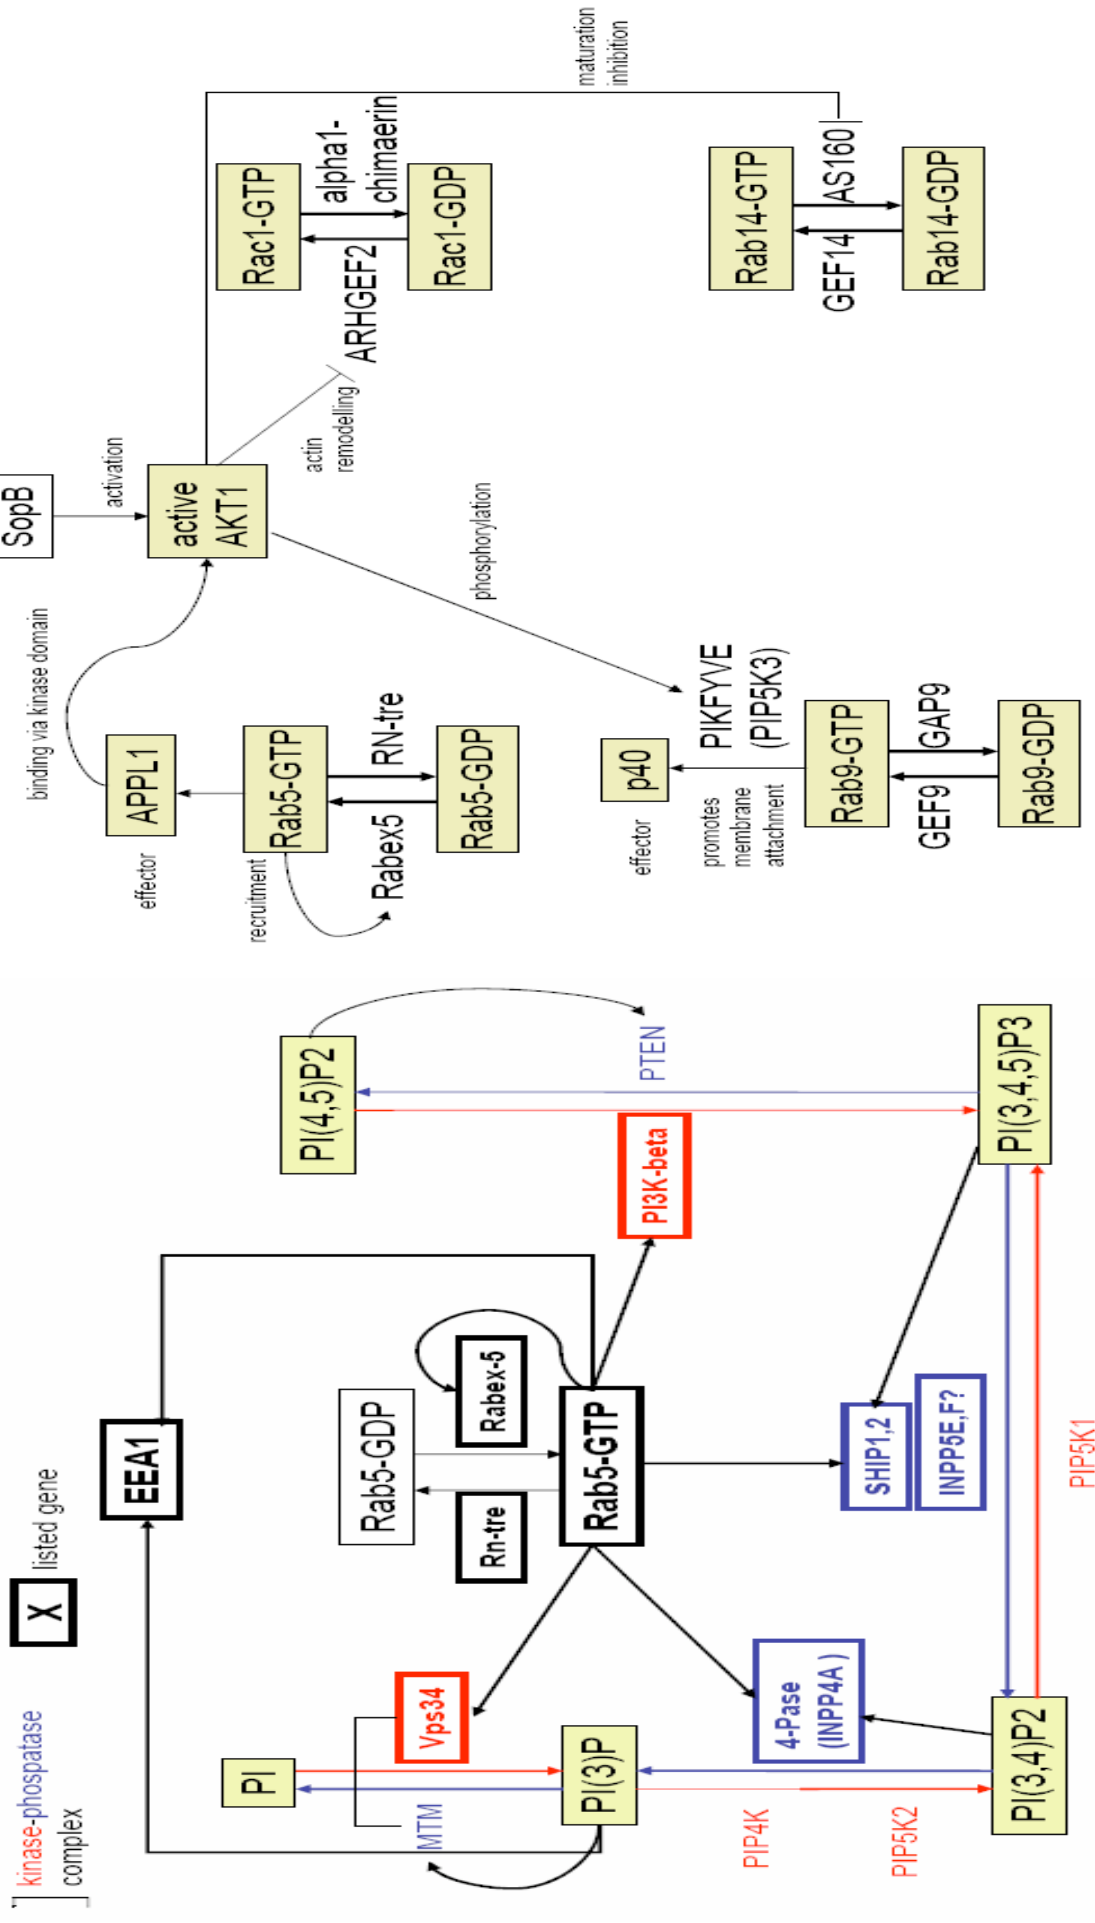 kinase-phospatase
complex
X
listed gene
EEA1
PI
MTM
Vps34
PI(3)P
Rab5-GDP
Rn-tre
Rabex-5
Rab5-GTP
PI(4,5)P2
PTEN
PI3K-beta
PIP4K
PIP5K2
4-Pase
(INPP4A )
SHIP1,2
INPP5E,F?
PI(3,4)P2
PI(3,4,5)P3
PIP5K1
SopB
activation
binding via kinase domain
active
AKT1
effector
APPL1
recruitment
Rab5-GTP
Rabex5
RN-tre
Rab5-GDP
actin
remodelling
Rac1-GTP
ARHGEF2
alpha1-
chimaerin
Rac1-GDP
maturation
inhibition
phosphorylation
effector
p40
promotes
membrane
attachment
PIKFYVE
(PIP5K3)
Rab9-GTP
GEF9
GAP9
Rab9-GDP
Rab14-GTP
GEF14
AS160
Rab14-GDP